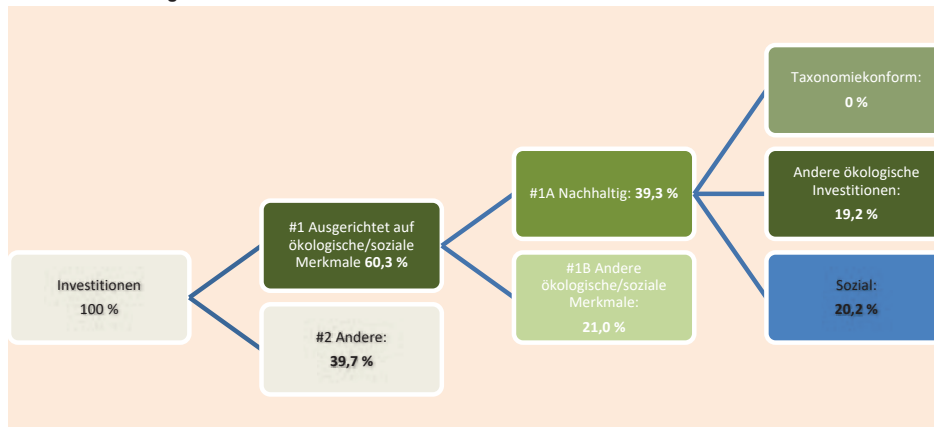 Investitionen
100 %
#1 Ausgerichtet auf
ökologische/soziale
Merkmale 60,3 %
#2 Andere:
39,7 %
#1A Nachhaltig: 39,3 %
#1B Andere
ökologische/soziale
Merkmale:
21,0 %
Taxonomiekonform:
0 %
Andere ökologische
Investitionen:
19,2 %
Sozial:
20,2 %